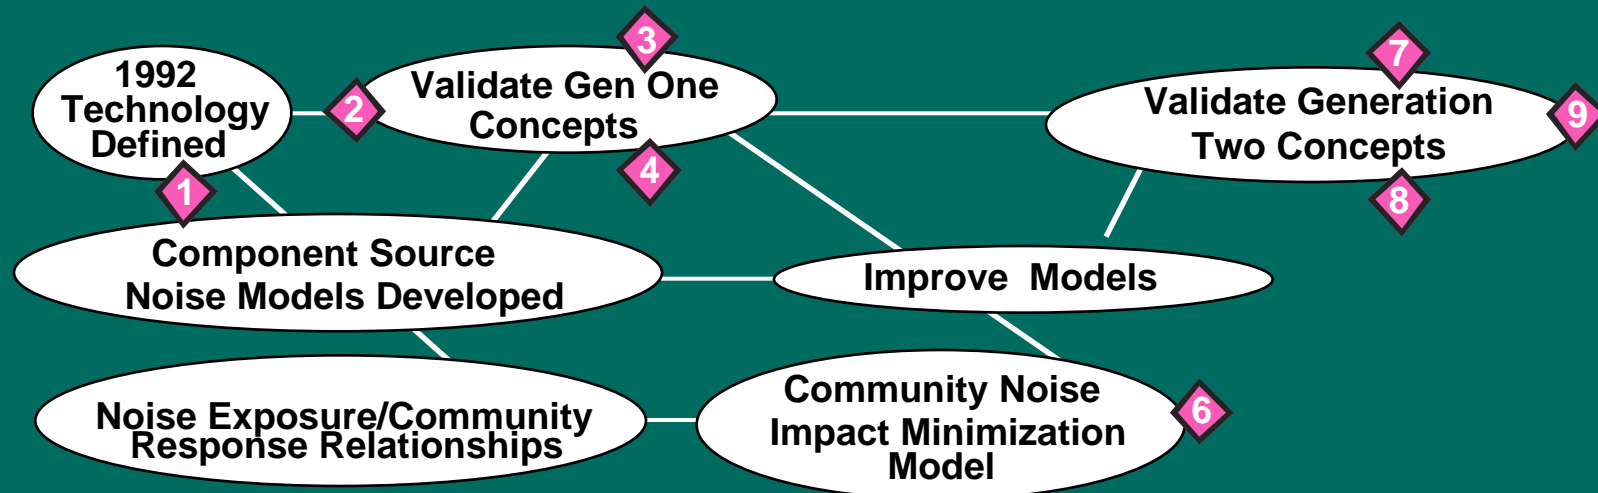 1992
Technology
Defined
2
3
Validate Gen One
Concepts
4
7
Validate Generation
Two Concepts
9
8
1
Component Source
Noise Models Developed
Improve Models
Noise Exposure/Community
Response Relationships
Community Noise
Impact Minimization
Model
6